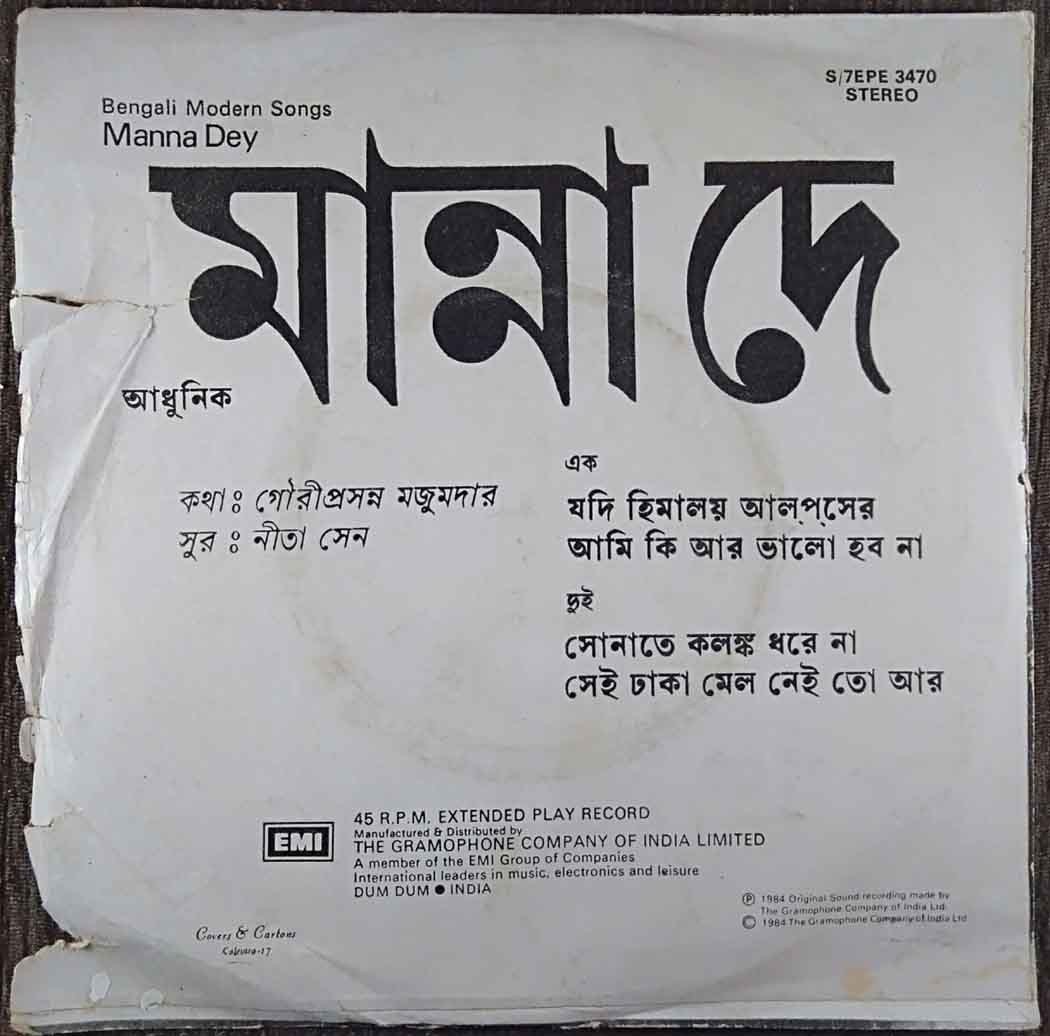 S/7EPE 3470
STEREO
Bengali Modern Songs
Manna Dey
মান্না দে
আধুনিক
কথা : গৌরীপ্রসন্ন মজুমদার
সুর : নীতা সেন
এক
যদি হিমালয় আল্‌প্‌সের
আমি কি আর ভালো হব না
দুই
সোনাতে কলঙ্ক ধরে না
সেই ঢাকা মেল নেই তো আর
EMI
45 R.P.M. EXTENDED PLAY RECORD
Manufactured & Distributed by
THE GRAMOPHONE COMPANY OF INDIA LIMITED
A member of the EMI Group of Companies
International leaders in music, electronics and leisure
DUM DUM ● INDIA
Ⓟ 1984 Original Sound recording made by
The Gramophone Company of India Ltd.
© 1984 The Gramophone Company of India Ltd
Covers & Cartons